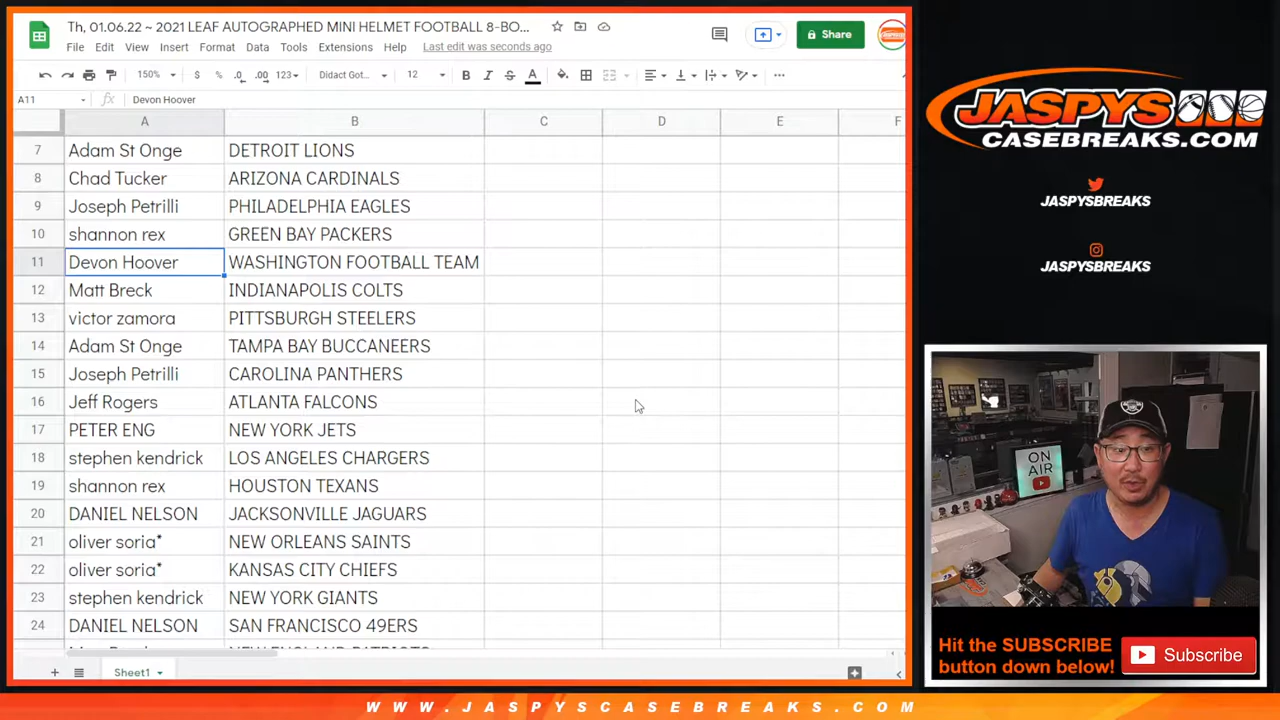 Th, 01.06.22 ~ 2021 LEAF AUTOGRAPHED MINI HELMET FOOTBALL 8-BO...
File Edit View Insert Format Data Tools Extensions Help Last edit was seconds ago
Share
150% $ % .0 .00 123 Didact Got... 12 B I S A
A11 fx Devon Hoover
A B C D E F
7 Adam St Onge DETROIT LIONS
8 Chad Tucker ARIZONA CARDINALS
9 Joseph Petrilli PHILADELPHIA EAGLES
10 shannon rex GREEN BAY PACKERS
11 Devon Hoover WASHINGTON FOOTBALL TEAM
12 Matt Breck INDIANAPOLIS COLTS
13 victor zamora PITTSBURGH STEELERS
14 Adam St Onge TAMPA BAY BUCCANEERS
15 Joseph Petrilli CAROLINA PANTHERS
16 Jeff Rogers ATLANTA FALCONS
17 PETER ENG NEW YORK JETS
18 stephen kendrick LOS ANGELES CHARGERS
19 shannon rex HOUSTON TEXANS
20 DANIEL NELSON JACKSONVILLE JAGUARS
21 oliver soria* NEW ORLEANS SAINTS
22 oliver soria* KANSAS CITY CHIEFS
23 stephen kendrick NEW YORK GIANTS
24 DANIEL NELSON SAN FRANCISCO 49ERS
Sheet1
JASPYS
CASEBREAKS.COM
JASPYSBREAKS
JASPYSBREAKS
ON
AIR
Hit the SUBSCRIBE
button down below!
Subscribe
WWW.JASPYSCASEBREAKS.COM